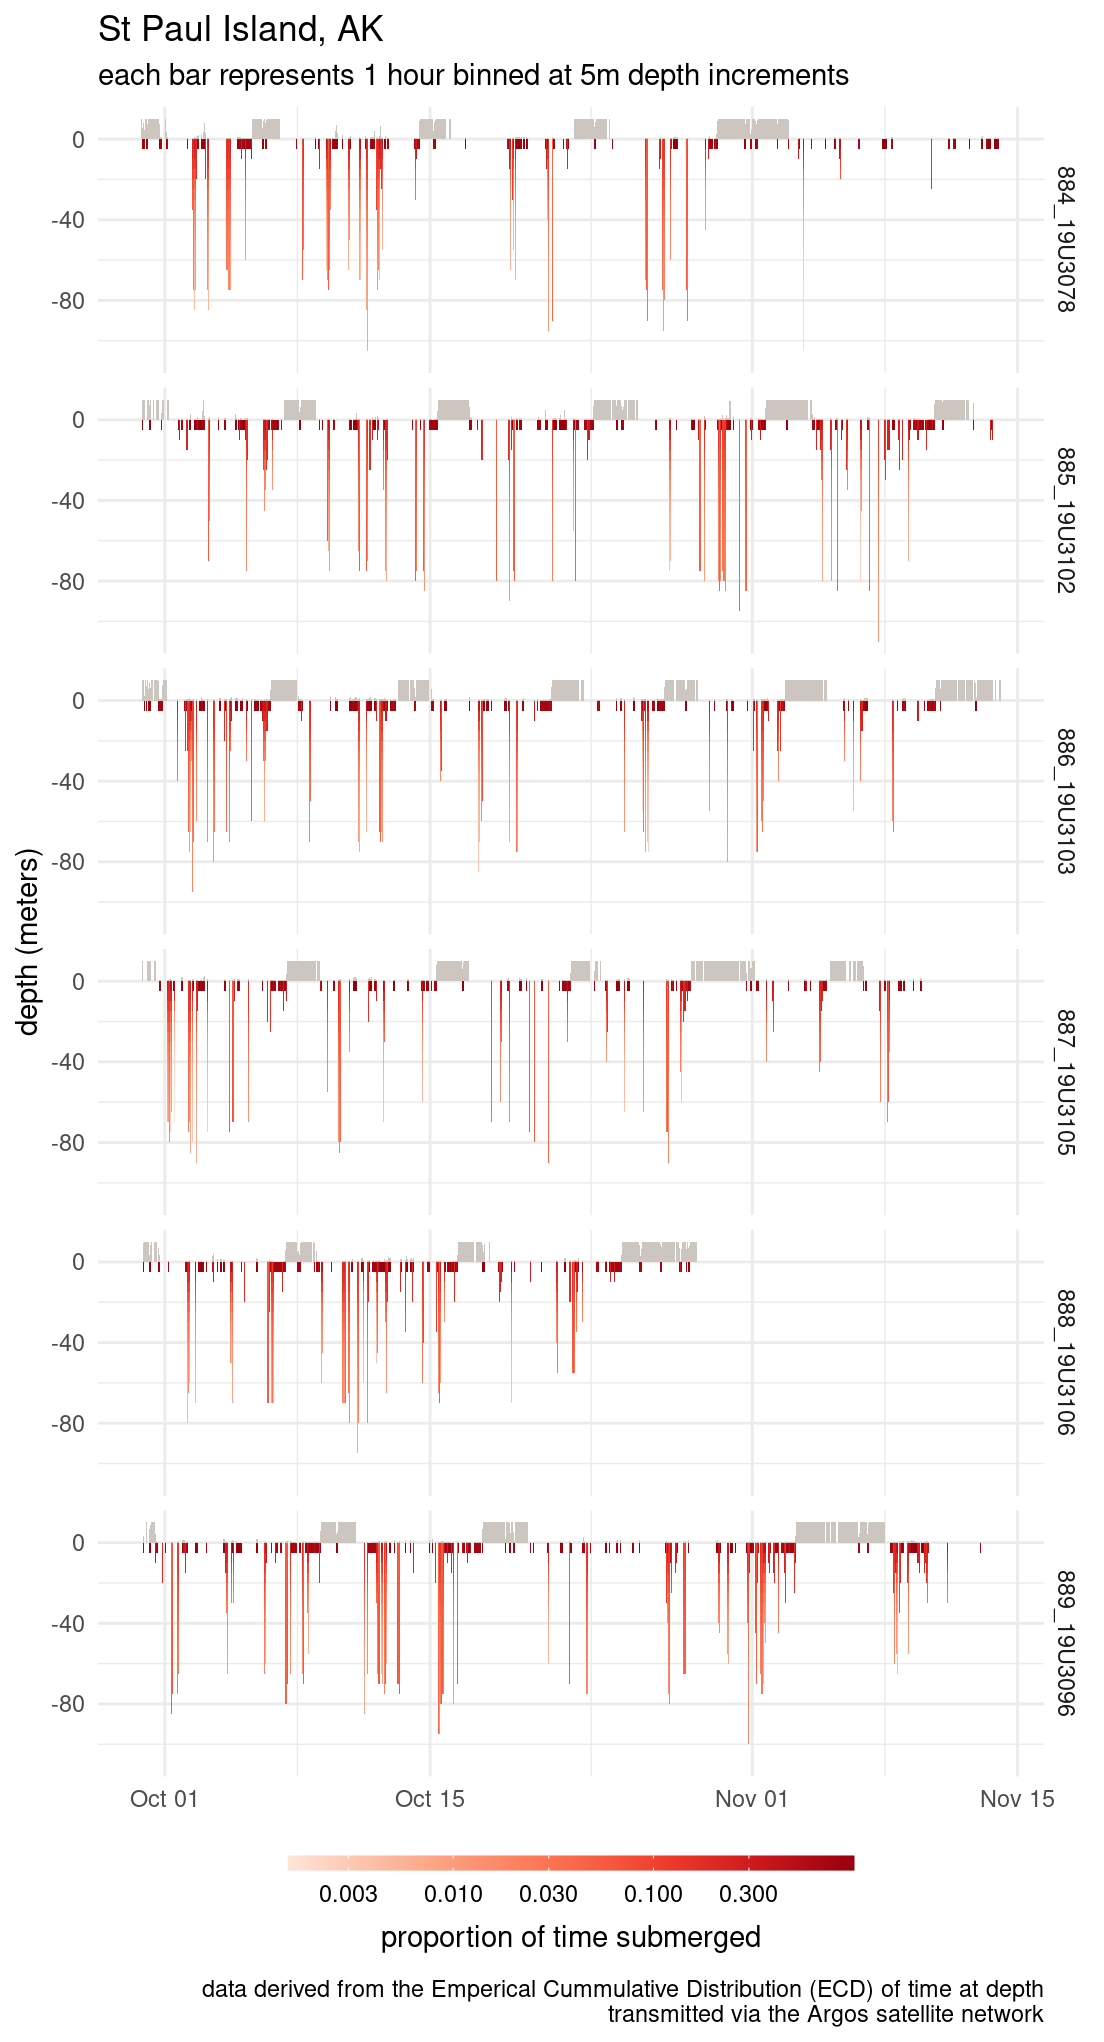 St Paul Island, AK
each bar represents 1 hour binned at 5m depth increments
depth (meters)
0
-40
-80
884_19U3078
0
-40
-80
885_19U3102
0
-40
-80
886_19U3103
0
-40
-80
887_19U3105
0
-40
-80
888_19U3106
0
-40
-80
889_19U3096
Oct 01 Oct 15 Nov 01 Nov 15
0.003 0.010 0.030 0.100 0.300
proportion of time submerged
data derived from the Emperical Cummulative Distribution (ECD) of time at depth
transmitted via the Argos satellite network